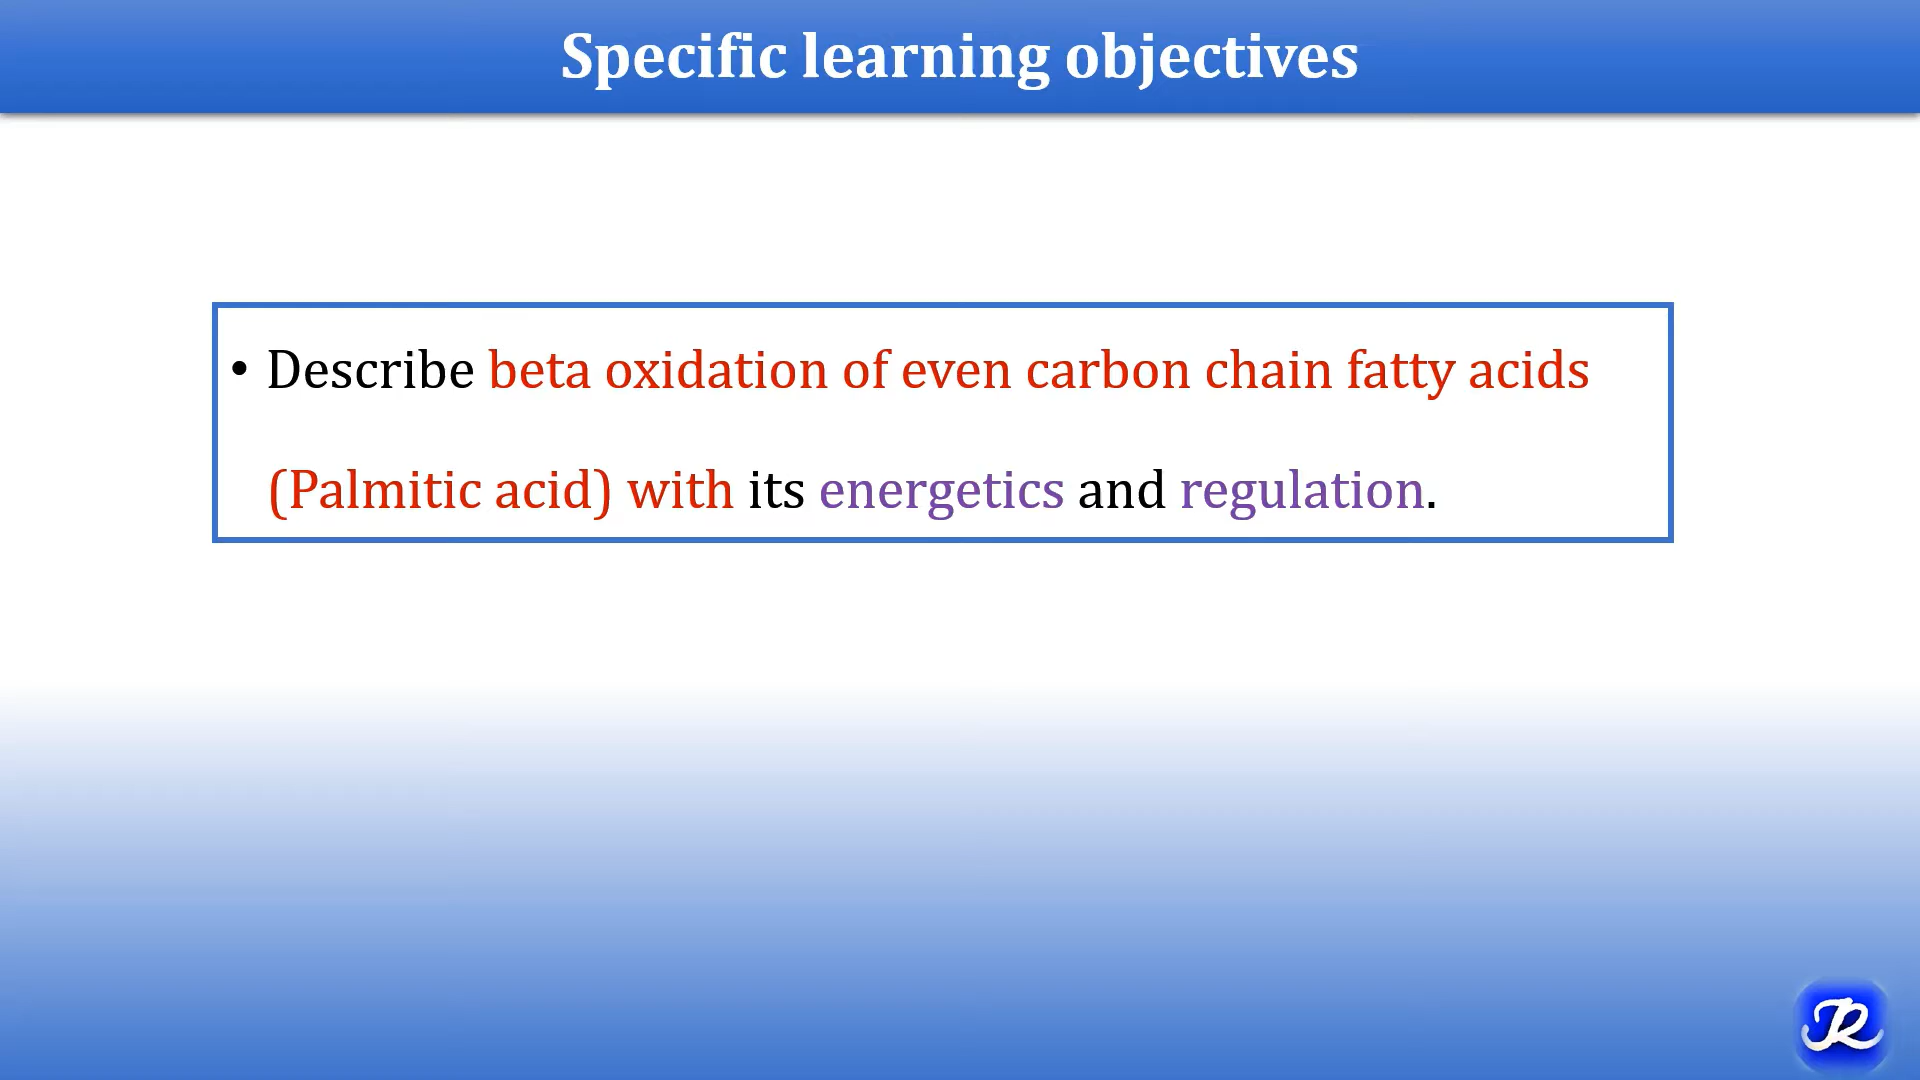 Specific learning objectives
• Describe beta oxidation of even carbon chain fatty acids
(Palmitic acid) with its energetics and regulation.
JR